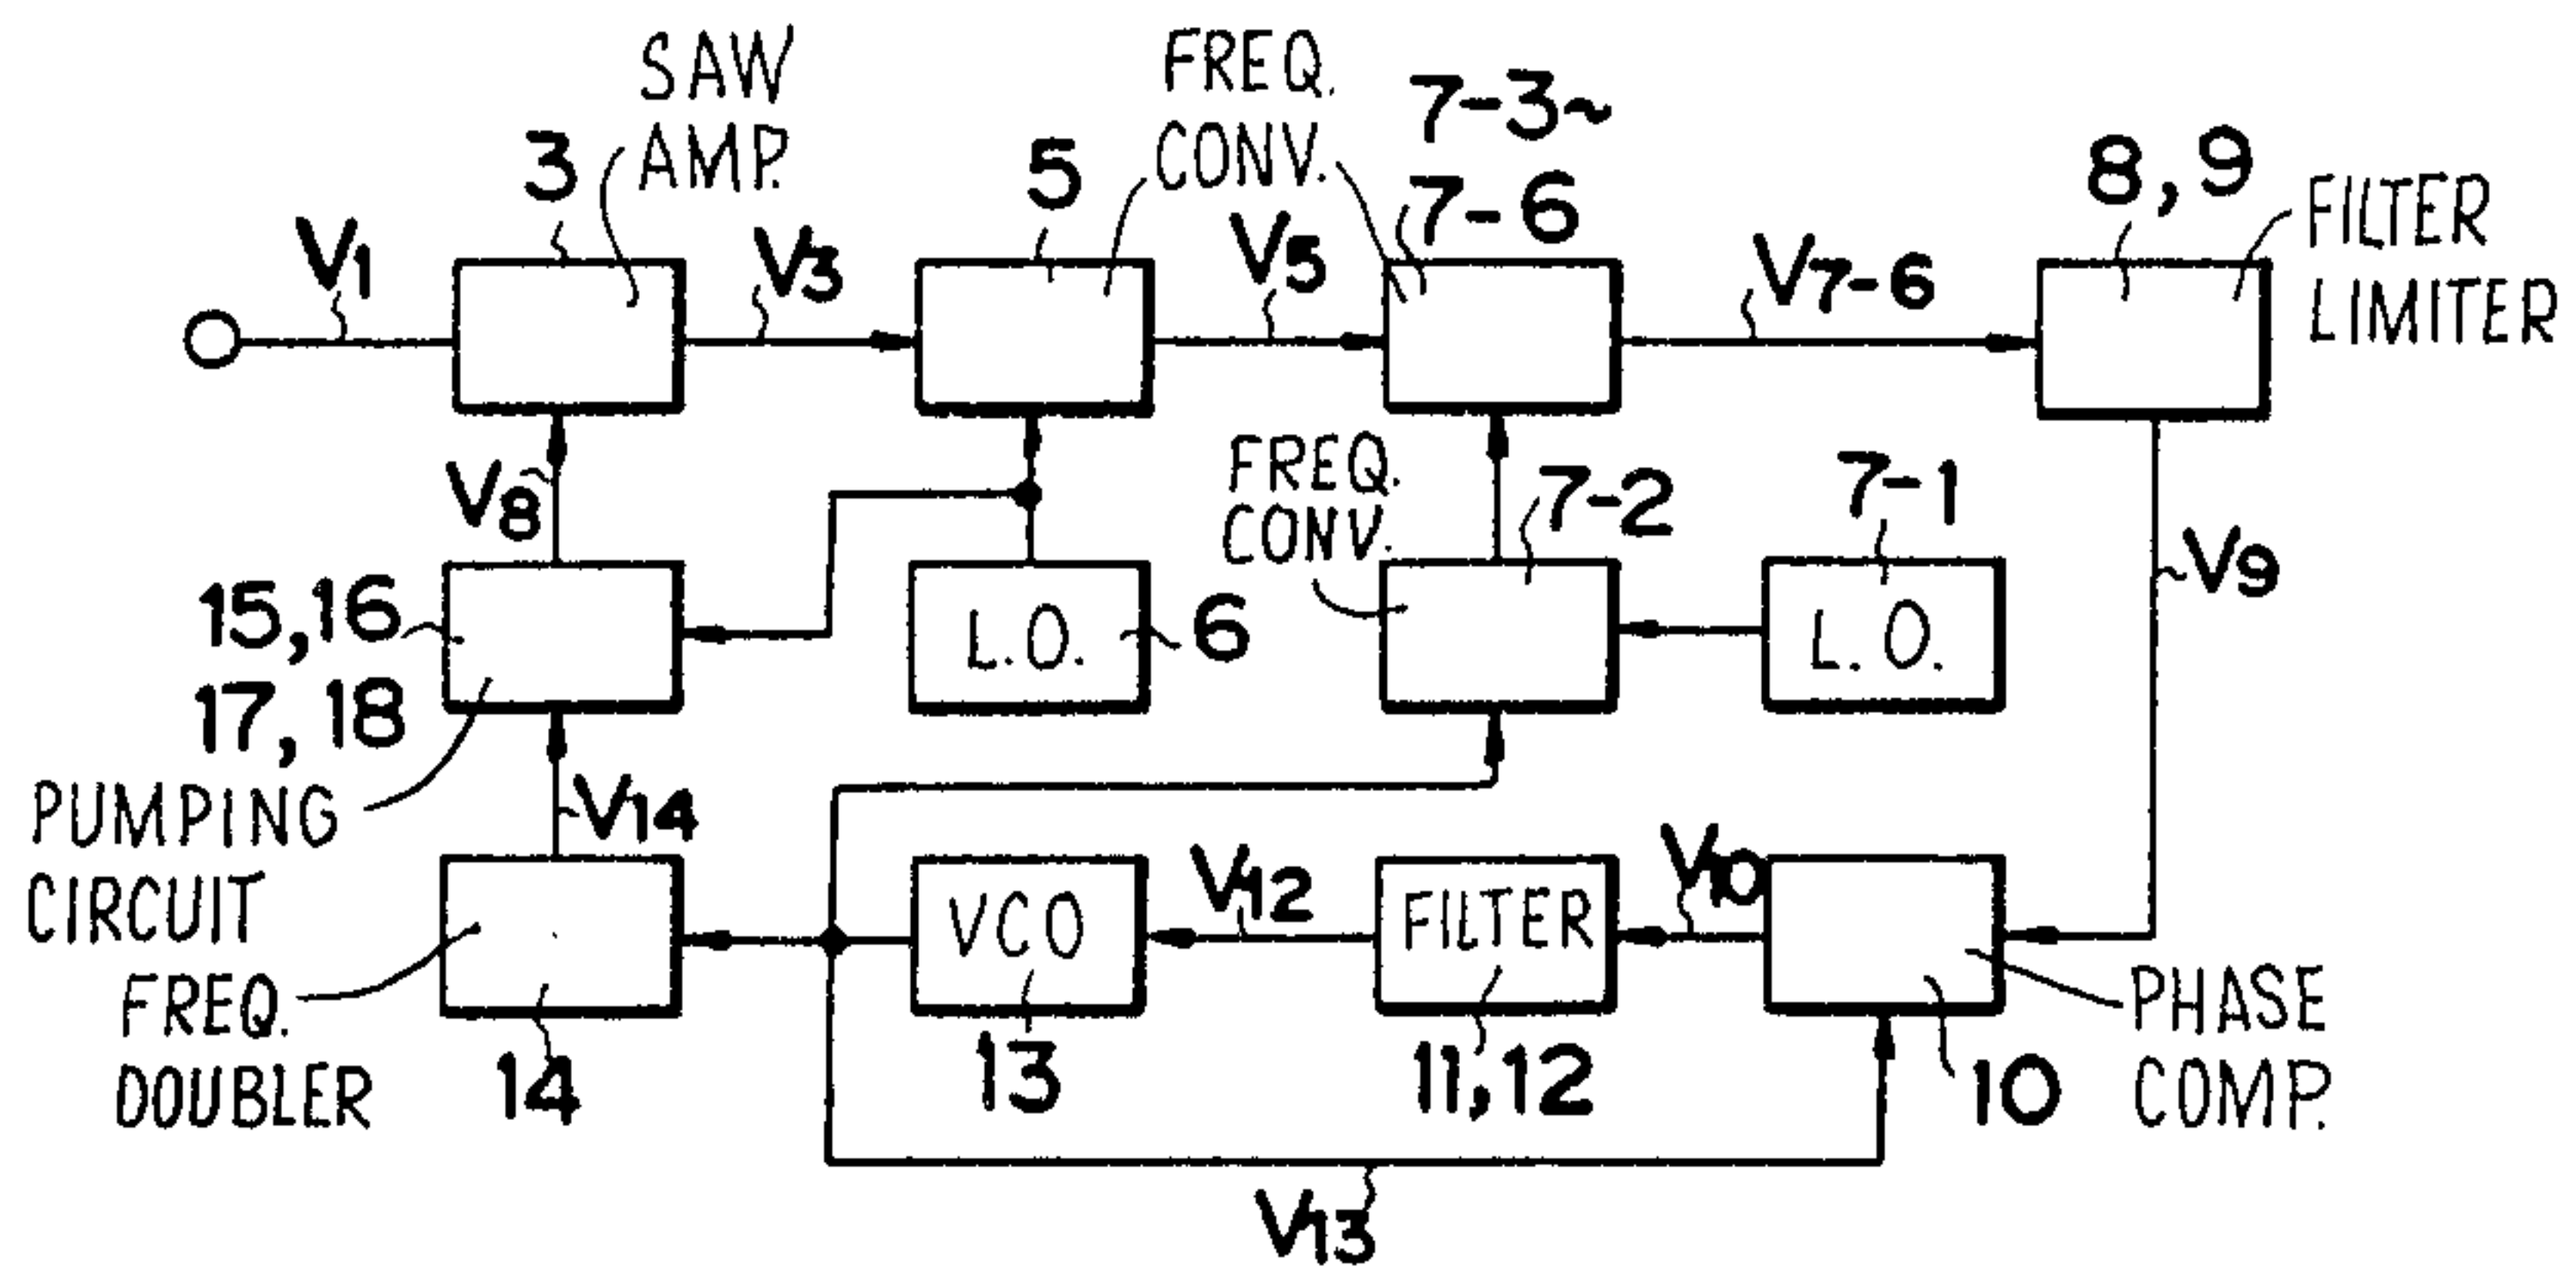 SAW
AMP.
3
V1
V3
FREQ.
CONV.
5
V5
7-3~
7-6
V7-6
8, 9
FILTER
LIMITER
V8
FREQ.
CONV.
7-2
7-1
V9
15, 16
17, 18
L.O.
6
L.O.
PUMPING
CIRCUIT
V14
FREQ.
DOUBLER
14
VCO
13
V12
FILTER
11, 12
V10
PHASE
COMP.
10
V13